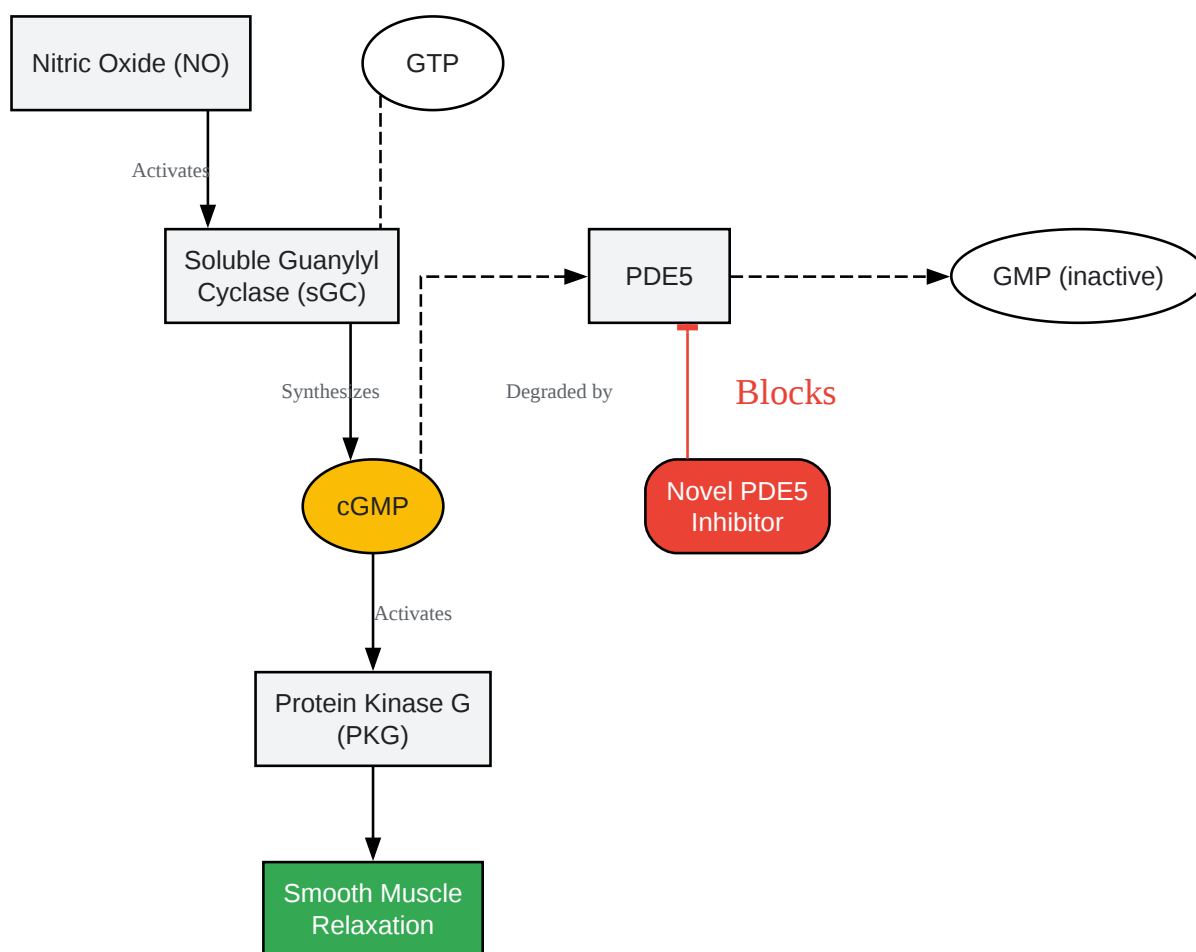 Nitric Oxide (NO)
GTP
Activates
Soluble Guanylyl
Cyclase (sGC)
PDE5
GMP (inactive)
Synthesizes
Degraded by
Blocks
cGMP
Novel PDE5
Inhibitor
Activates
Protein Kinase G
(PKG)
Smooth Muscle
Relaxation